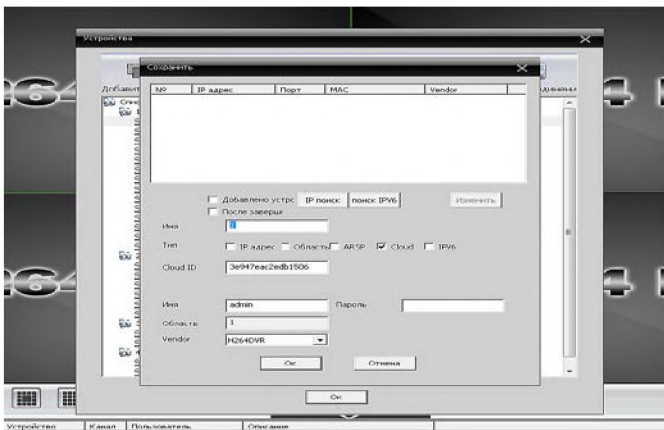 Устройства
Сохранить
Добавит
№ IP адрес Порт MAC Vendor
Добавлено устрс IP поиск поиск IPV6 Изменить
После заверш
Имя
Тип IP адрес Область ARSP Cloud IPV6
Cloud ID 3e947eac2edb1506
Имя admin Пароль
Область 1
Vendor H264DVR
Ок Отмена
Ок
Устройство Канал Пользователь Описание